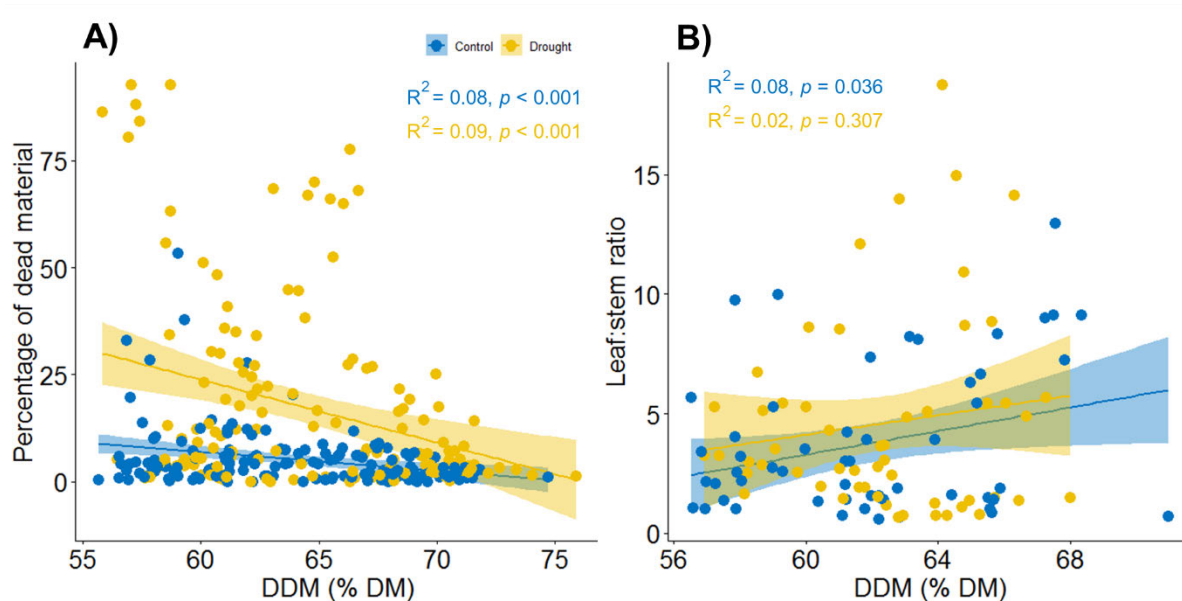 A)
Control Drought
R² = 0.08, p < 0.001
R² = 0.09, p < 0.001
Percentage of dead material
75
50
25
0
55 60 65 70 75
DDM (% DM)
B)
R² = 0.08, p = 0.036
R² = 0.02, p = 0.307
Leaf:stem ratio
15
10
5
0
56 60 64 68
DDM (% DM)